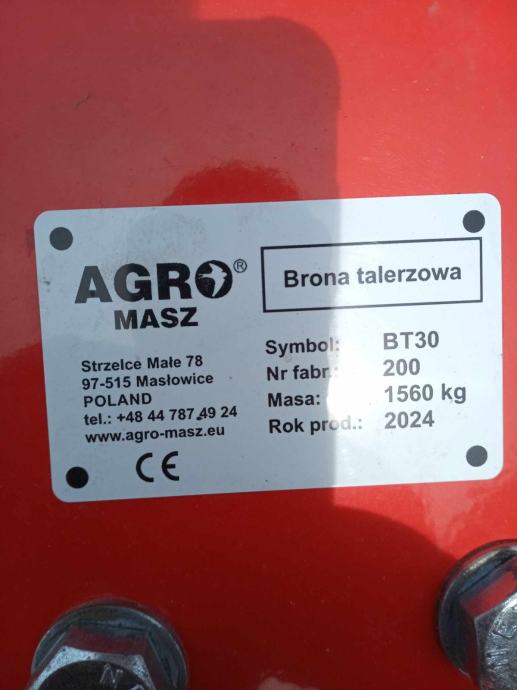 AGRO®
MASZ
Brona talerzowa
Strzelce Małe 78
97-515 Masłowice
POLAND
tel.: +48 44 787 49 24
www.agro-masz.eu
CE
Symbol: BT30
Nr fabr.: 200
Masa: 1560 kg
Rok prod.: 2024